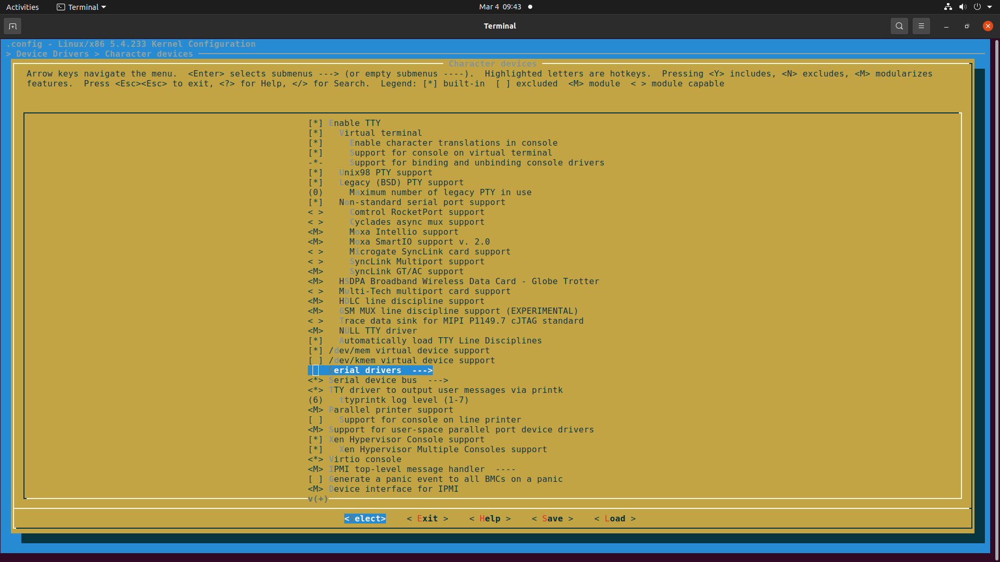 Activities Terminal Mar 4 09:43
Terminal
.config - Linux/x86 5.4.233 Kernel Configuration
> Device Drivers > Character devices
Character devices
Arrow keys navigate the menu.  <Enter> selects submenus ---> (or empty submenus ----).  Highlighted letters are hotkeys.  Pressing <Y> includes, <N> excludes, <M> modularizes
features.  Press <Esc><Esc> to exit, <?> for Help, </> for Search.  Legend: [*] built-in  [ ] excluded  <M> module  < > module capable
[*] Enable TTY
[*]   Virtual terminal
[*]     Enable character translations in console
[*]     Support for console on virtual terminal
-*-     Support for binding and unbinding console drivers
[*]   Unix98 PTY support
[*]   Legacy (BSD) PTY support
(0)     Maximum number of legacy PTY in use
[*]   Non-standard serial port support
< >     Comtrol RocketPort support
< >     Cyclades async mux support
<M>     Moxa Intellio support
<M>     Moxa SmartIO support v. 2.0
< >     Microgate SyncLink card support
< >     SyncLink Multiport support
<M>     SyncLink GT/AC support
<M>   HSDPA Broadband Wireless Data Card - Globe Trotter
< >   Multi-Tech multiport card support
<M>   HDLC line discipline support
<M>   GSM MUX line discipline support (EXPERIMENTAL)
< >   Trace data sink for MIPI P1149.7 cJTAG standard
<M>   NULL TTY driver
[*]   Automatically load TTY Line Disciplines
[*] /dev/mem virtual device support
[ ] /dev/kmem virtual device support
Serial drivers  --->
<*> Serial device bus  --->
<*> TTY driver to output user messages via printk
(6)   ttyprintk log level (1-7)
<M> Parallel printer support
[ ]   Support for console on line printer
<M> Support for user-space parallel port device drivers
[*] Xen Hypervisor Console support
[*]   Xen Hypervisor Multiple Consoles support
<*> Virtio console
<M> IPMI top-level message handler  ----
[ ] Generate a panic event to all BMCs on a panic
<M> Device interface for IPMI
v(+)
<Select>    < Exit >    < Help >    < Save >    < Load >